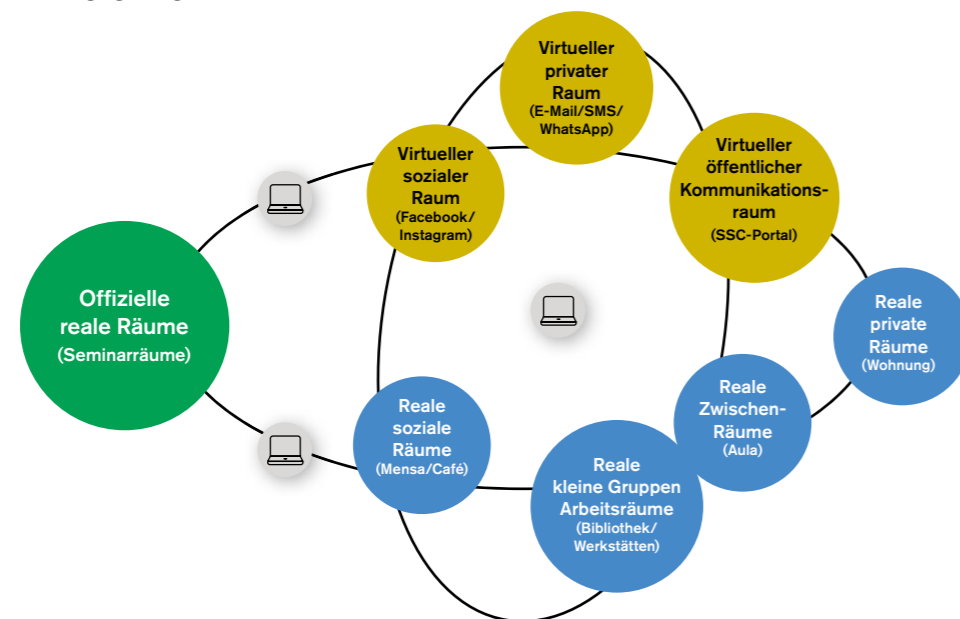 Virtueller
privater
Raum
(E-Mail/SMS/
WhatsApp)
Virtueller
sozialer
Raum
(Facebook/
Instagram)
Virtueller
öffentlicher
Kommunikations-
raum
(SSC-Portal)
Offizielle
reale Räume
(Seminarräume)
Reale
private
Räume
(Wohnung)
Reale
soziale
Räume
(Mensa/Café)
Reale
Zwischen-
Räume
(Aula)
Reale
kleine Gruppen
Arbeitsräume
(Bibliothek/
Werkstätten)